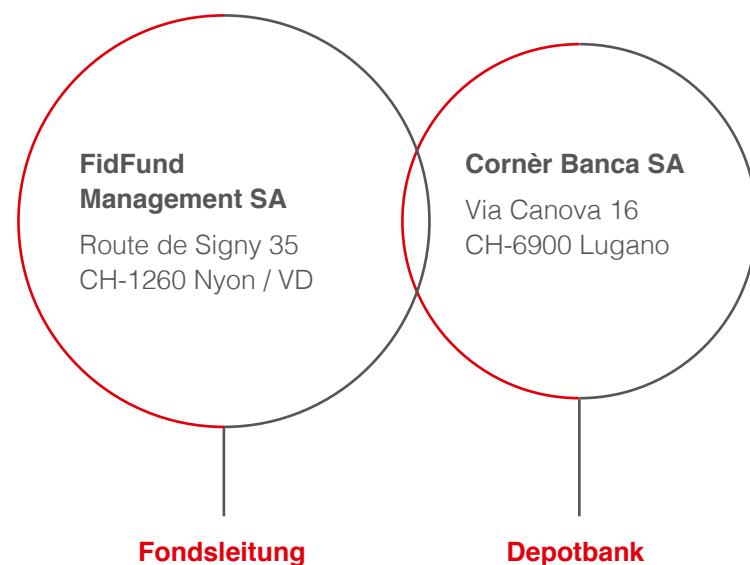 FidFund
Management SA
Route de Signy 35
CH-1260 Nyon / VD
Cornèr Banca SA
Via Canova 16
CH-6900 Lugano
Fondsleitung
Depotbank